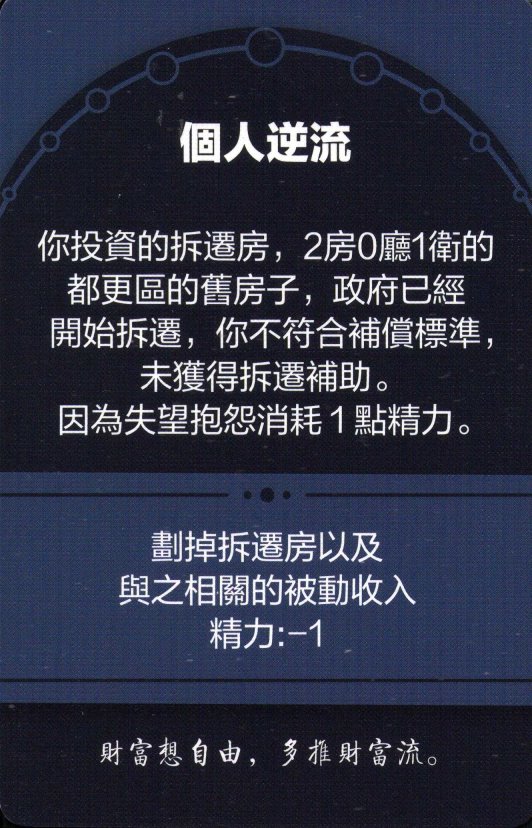 個人逆流
你投資的拆遷房，2房0廳1衛的
都更區的舊房子，政府已經
開始拆遷，你不符合補償標準，
未獲得拆遷補助。
因為失望抱怨消耗1點精力。
劃掉拆遷房以及
與之相關的被動收入
精力:-1
財富想自由，多推財富流。